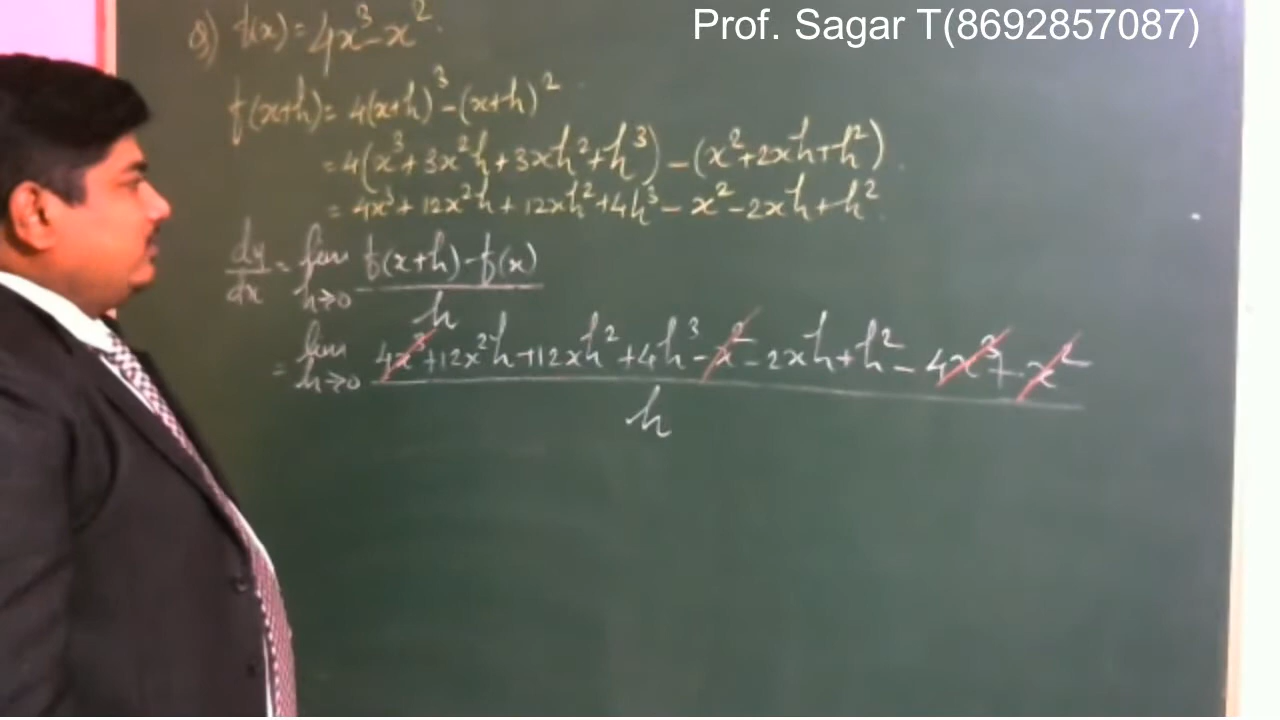 Prof. Sagar T(8692857087)
Q) f(x) = 4x³-x².
f(x+h) = 4(x+h)³-(x+h)²
= 4(x³+3x²h+3xh²+h³) - (x²+2xh+h²).
= 4x³+12x²h+12xh²+4h³-x²-2xh+h²
dy/dx = lim h→0 f(x+h)-f(x) / h
= lim h→0 4x³+12x²h+12xh²+4h³-x²-2xh+h²-4x³+x² / h